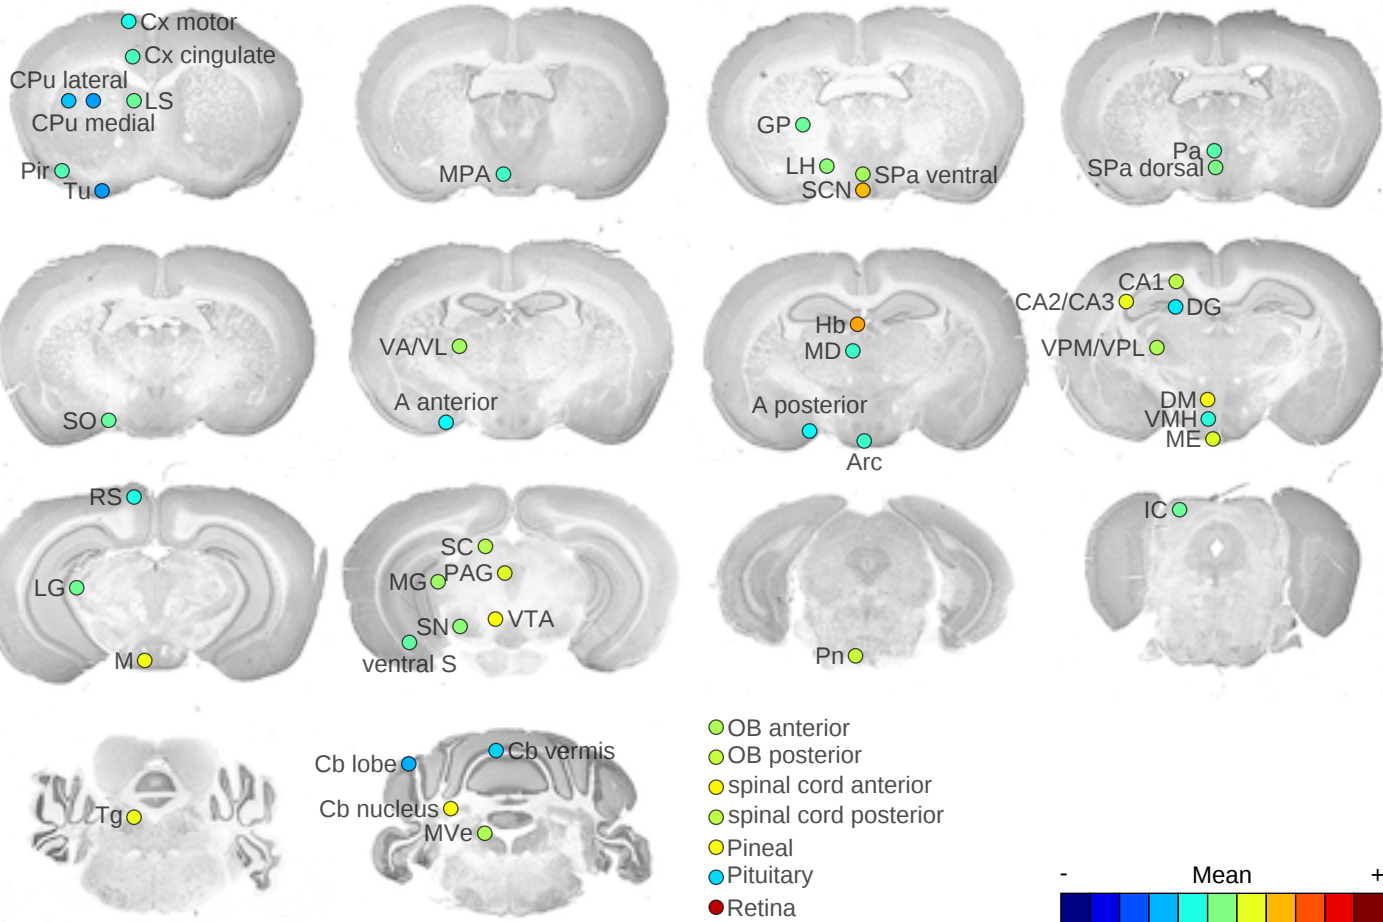 Cx motor
Cx cingulate
CPu lateral
LS
CPu medial
Pir
Tu
MPA
GP
LH
SPa ventral
SCN
Pa
SPa dorsal
SO
VA/VL
A anterior
Hb
MD
A posterior
Arc
CA1
CA2/CA3
DG
VPM/VPL
DM
VMH
ME
RS
LG
M
SC
MG
PAG
SN
VTA
ventral S
Pn
IC
Tg
Cb lobe
Cb vermis
Cb nucleus
MVe
OB anterior
OB posterior
spinal cord anterior
spinal cord posterior
Pineal
Pituitary
Retina
- Mean +